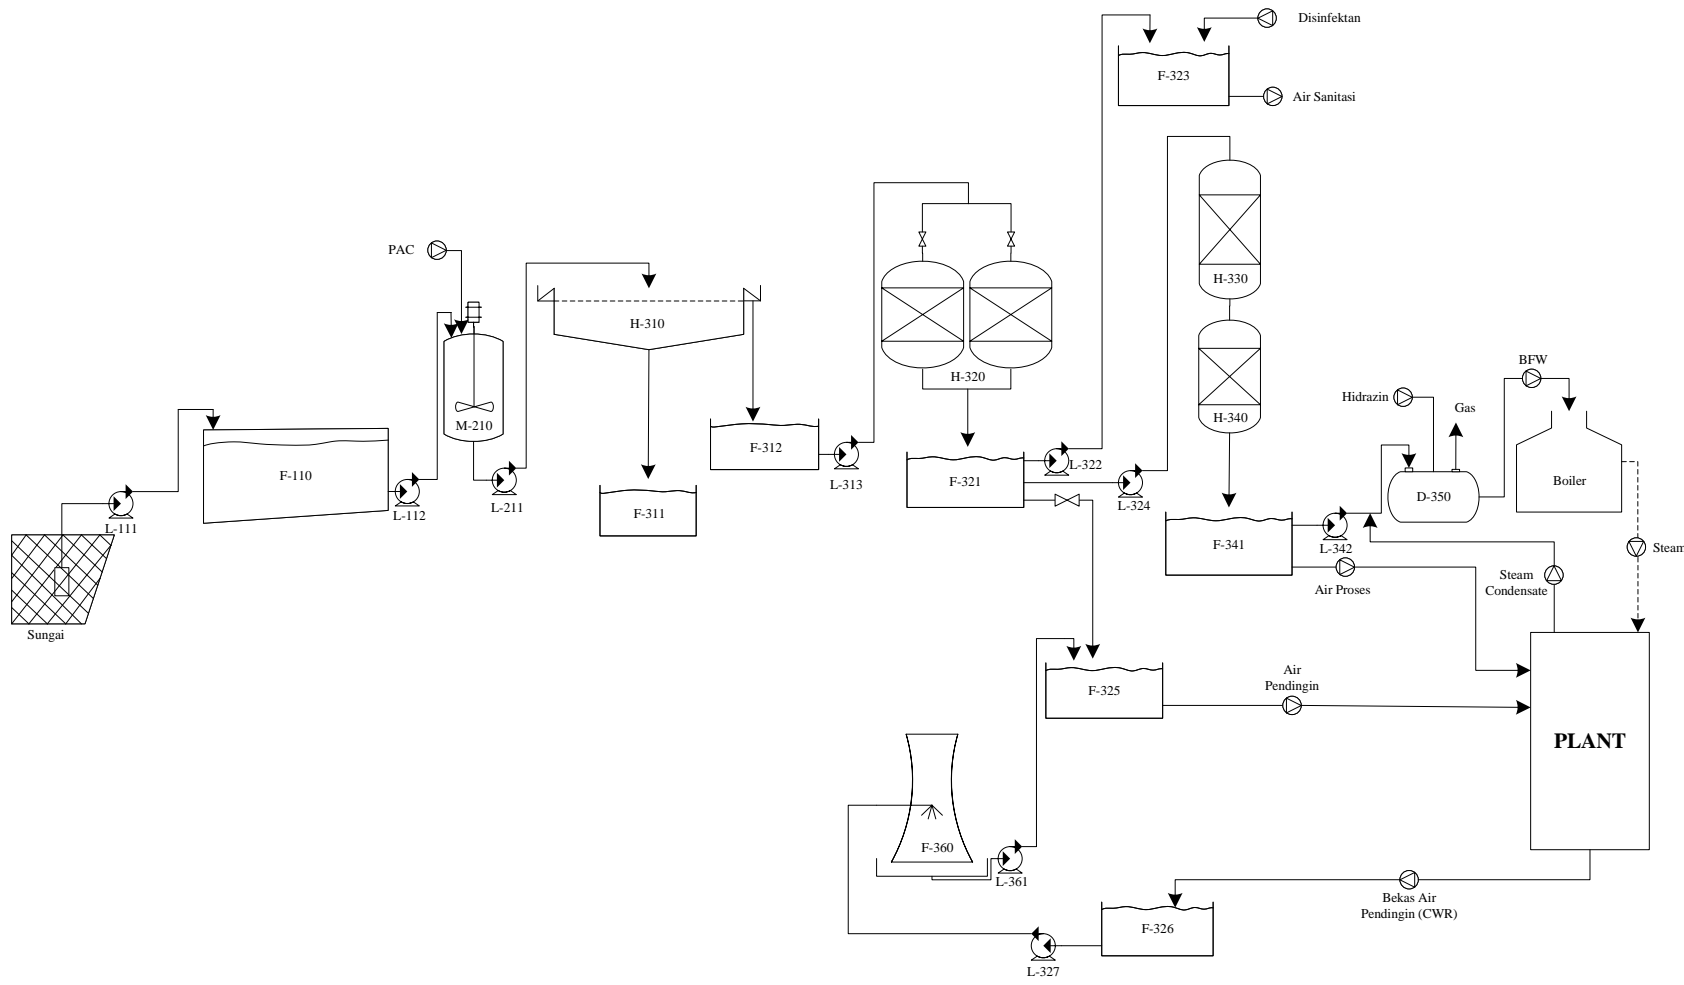 Disinfektan
F-323
Air Sanitasi
PAC
H-330
H-310
BFW
H-320
Hidrazin
Gas
H-340
M-210
F-312
L-322
F-110
L-313
F-321
D-350
Boiler
L-111
L-112
L-211
F-311
L-324
F-341
L-342
Steam
Sungai
Air Proses
Steam
Condensate
Air
Pendingin
F-325
PLANT
F-360
L-361
Bekas Air
Pendingin (CWR)
F-326
L-327